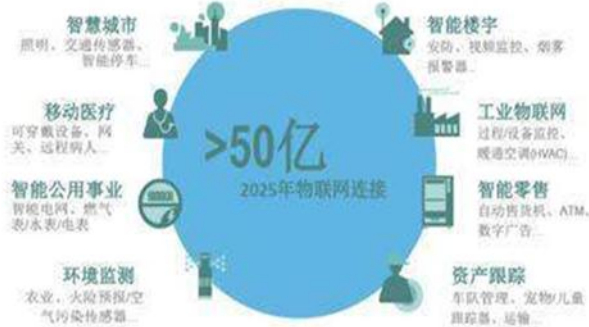 智慧城市
照明、交通传感器、
智能停车...
移动医疗
可穿戴设备、网
关、远程病人...
智能公用事业
智能电网、燃气
表/水表/电表
环境监测
农业、火险预报/空
气污染传感器...
>50亿
2025年物联网连接
智能楼宇
安防、视频监控、烟雾
报警器...
工业物联网
过程/设备监控、
暖通空调(HVAC)...
智能零售
自动售货机、ATM、
数字广告...
资产跟踪
车队管理、宠物/儿童
跟踪器、运输...